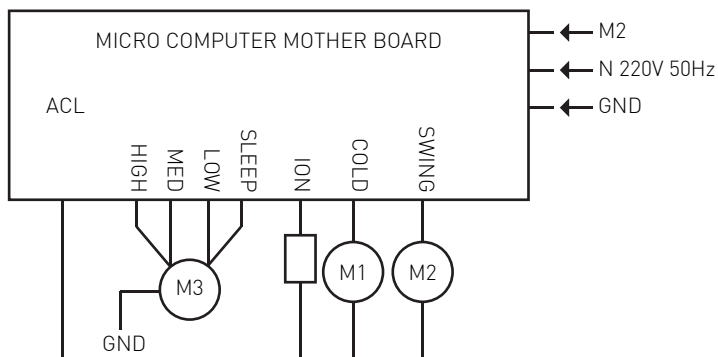 MICRO COMPUTER MOTHER BOARD
M2
N 220V 50Hz
GND
ACL
HIGH
MED
LOW
SLEEP
ION
COLD
SWING
M3
M1
M2
GND